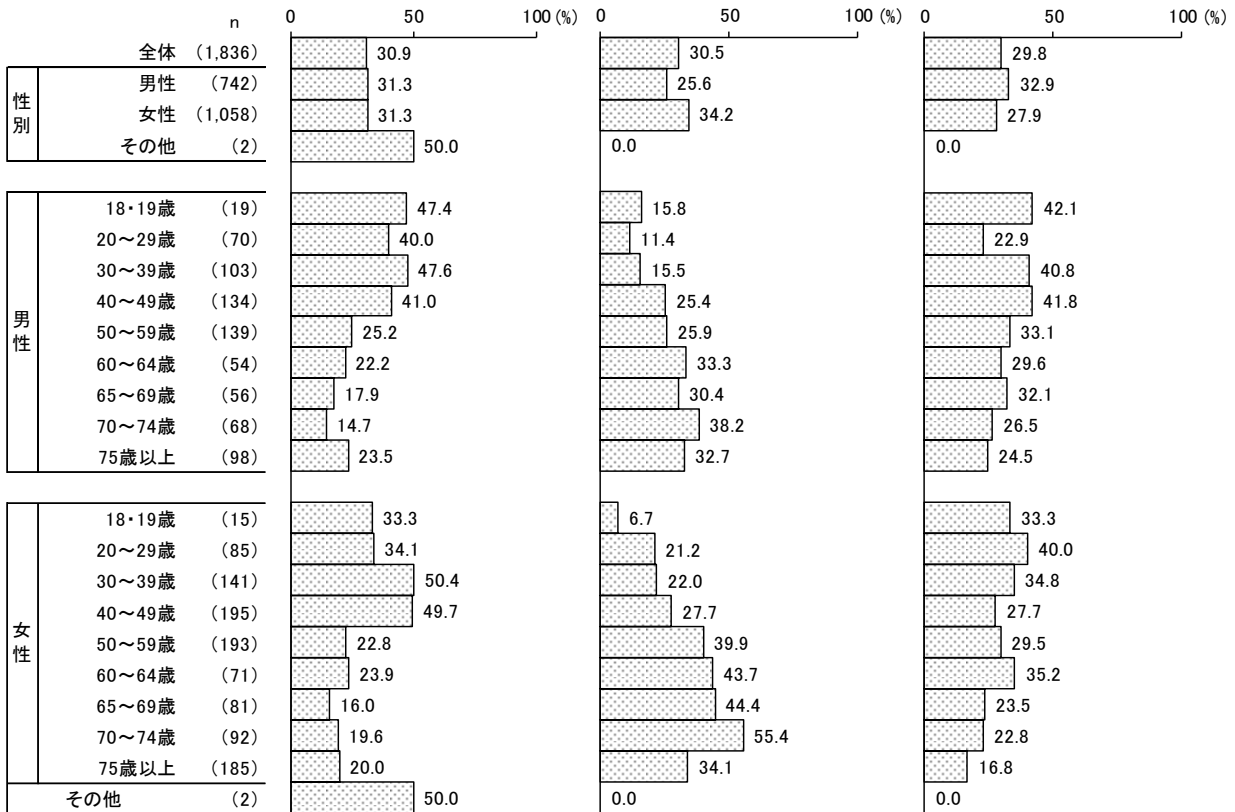 n 0 50 100(%) 0 50 100(%) 0 50 100(%)
全体 (1,836) 30.9 30.5 29.8
性別
男性 (742) 31.3 25.6 32.9
女性 (1,058) 31.3 34.2 27.9
その他 (2) 50.0 0.0 0.0
男性
18・19歳 (19) 47.4 15.8 42.1
20～29歳 (70) 40.0 11.4 22.9
30～39歳 (103) 47.6 15.5 40.8
40～49歳 (134) 41.0 25.4 41.8
50～59歳 (139) 25.2 25.9 33.1
60～64歳 (54) 22.2 33.3 29.6
65～69歳 (56) 17.9 30.4 32.1
70～74歳 (68) 14.7 38.2 26.5
75歳以上 (98) 23.5 32.7 24.5
女性
18・19歳 (15) 33.3 6.7 33.3
20～29歳 (85) 34.1 21.2 40.0
30～39歳 (141) 50.4 22.0 34.8
40～49歳 (195) 49.7 27.7 27.7
50～59歳 (193) 22.8 39.9 29.5
60～64歳 (71) 23.9 43.7 35.2
65～69歳 (81) 16.0 44.4 23.5
70～74歳 (92) 19.6 55.4 22.8
75歳以上 (185) 20.0 34.1 16.8
その他 (2) 50.0 0.0 0.0